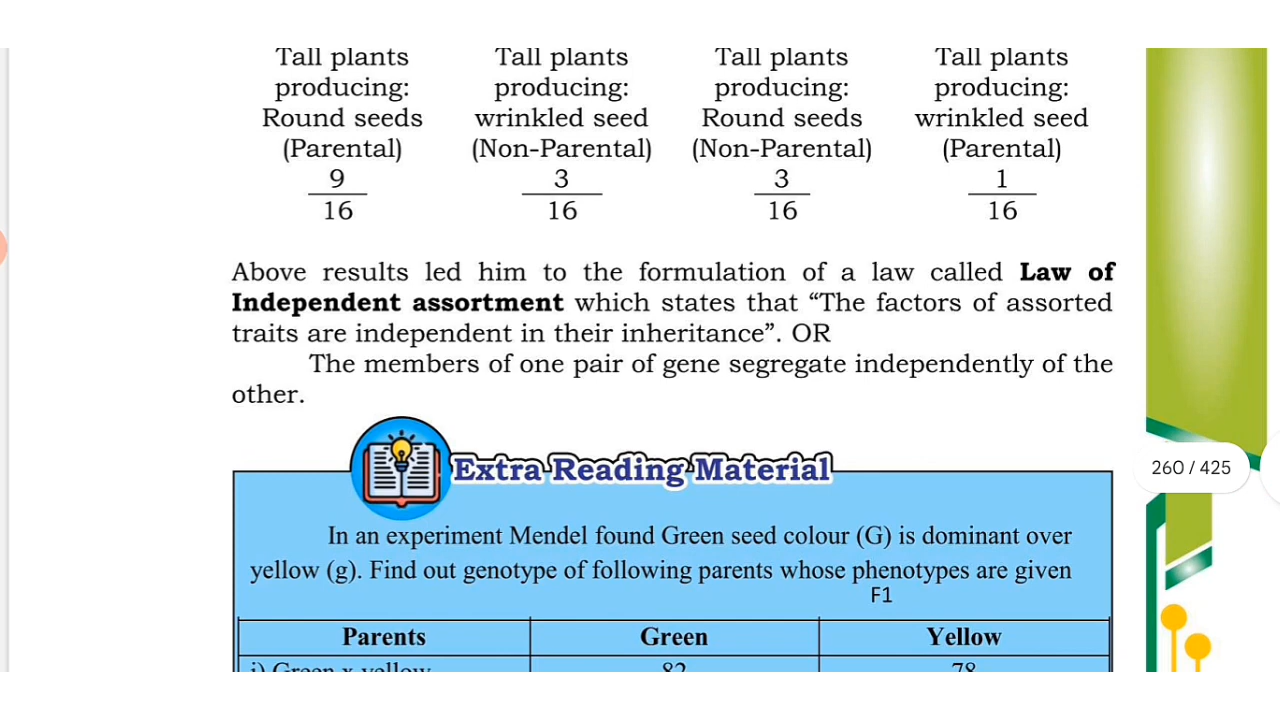 Tall plants Tall plants Tall plants Tall plants
producing: producing: producing: producing:
Round seeds wrinkled seed Round seeds wrinkled seed
(Parental) (Non-Parental) (Non-Parental) (Parental)
9 3 3 1
16 16 16 16
Above results led him to the formulation of a law called Law of
Independent assortment which states that “The factors of assorted
traits are independent in their inheritance”. OR
The members of one pair of gene segregate independently of the
other.
Extra Reading Material
260 / 425
In an experiment Mendel found Green seed colour (G) is dominant over
yellow (g). Find out genotype of following parents whose phenotypes are given
F1
Parents Green Yellow
i) Green x yellow 82 78